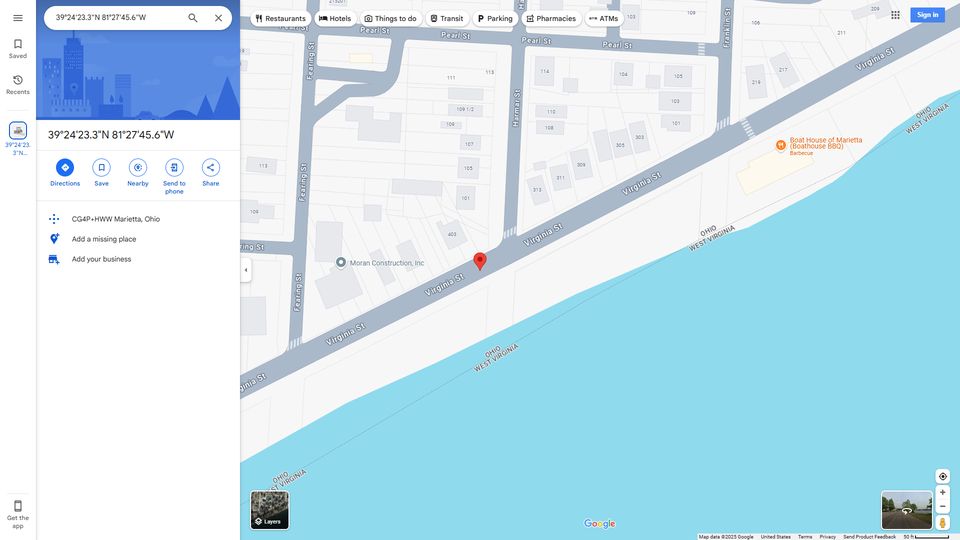 39°24'23.3"N 81°27'45.6"W
Restaurants
Hotels
Things to do
Transit
Parking
Pharmacies
ATMs
Sign in
Saved
Recents
39°24'23.
3"N...
Get the
app
39°24'23.3"N 81°27'45.6"W
Directions
Save
Nearby
Send to
phone
Share
CG4P+HWW Marietta, Ohio
Add a missing place
Add your business
Pearl St
Pearl St
Pearl St
Pearl St
Fearing St
Fearing St
Fearing St
Harmar St
Franklin St
Virginia St
Virginia St
Virginia St
Virginia St
Virginia St
111
113
109 1/2
109
105
101
113
109
403
114
110
108
104
105
103
101
309
305
303
311
313
219
217
211
209
Moran Construction, Inc
Boat House of Marietta
(Boathouse BBQ)
Barbecue
OHIO
WEST VIRGINIA
OHIO
WEST VIRGINIA
OHIO
WEST VIRGINIA
OHIO
WEST VIRGINIA
Layers
Google
Map data ©2025 Google
United States
Terms
Privacy
Send Product Feedback
50 ft